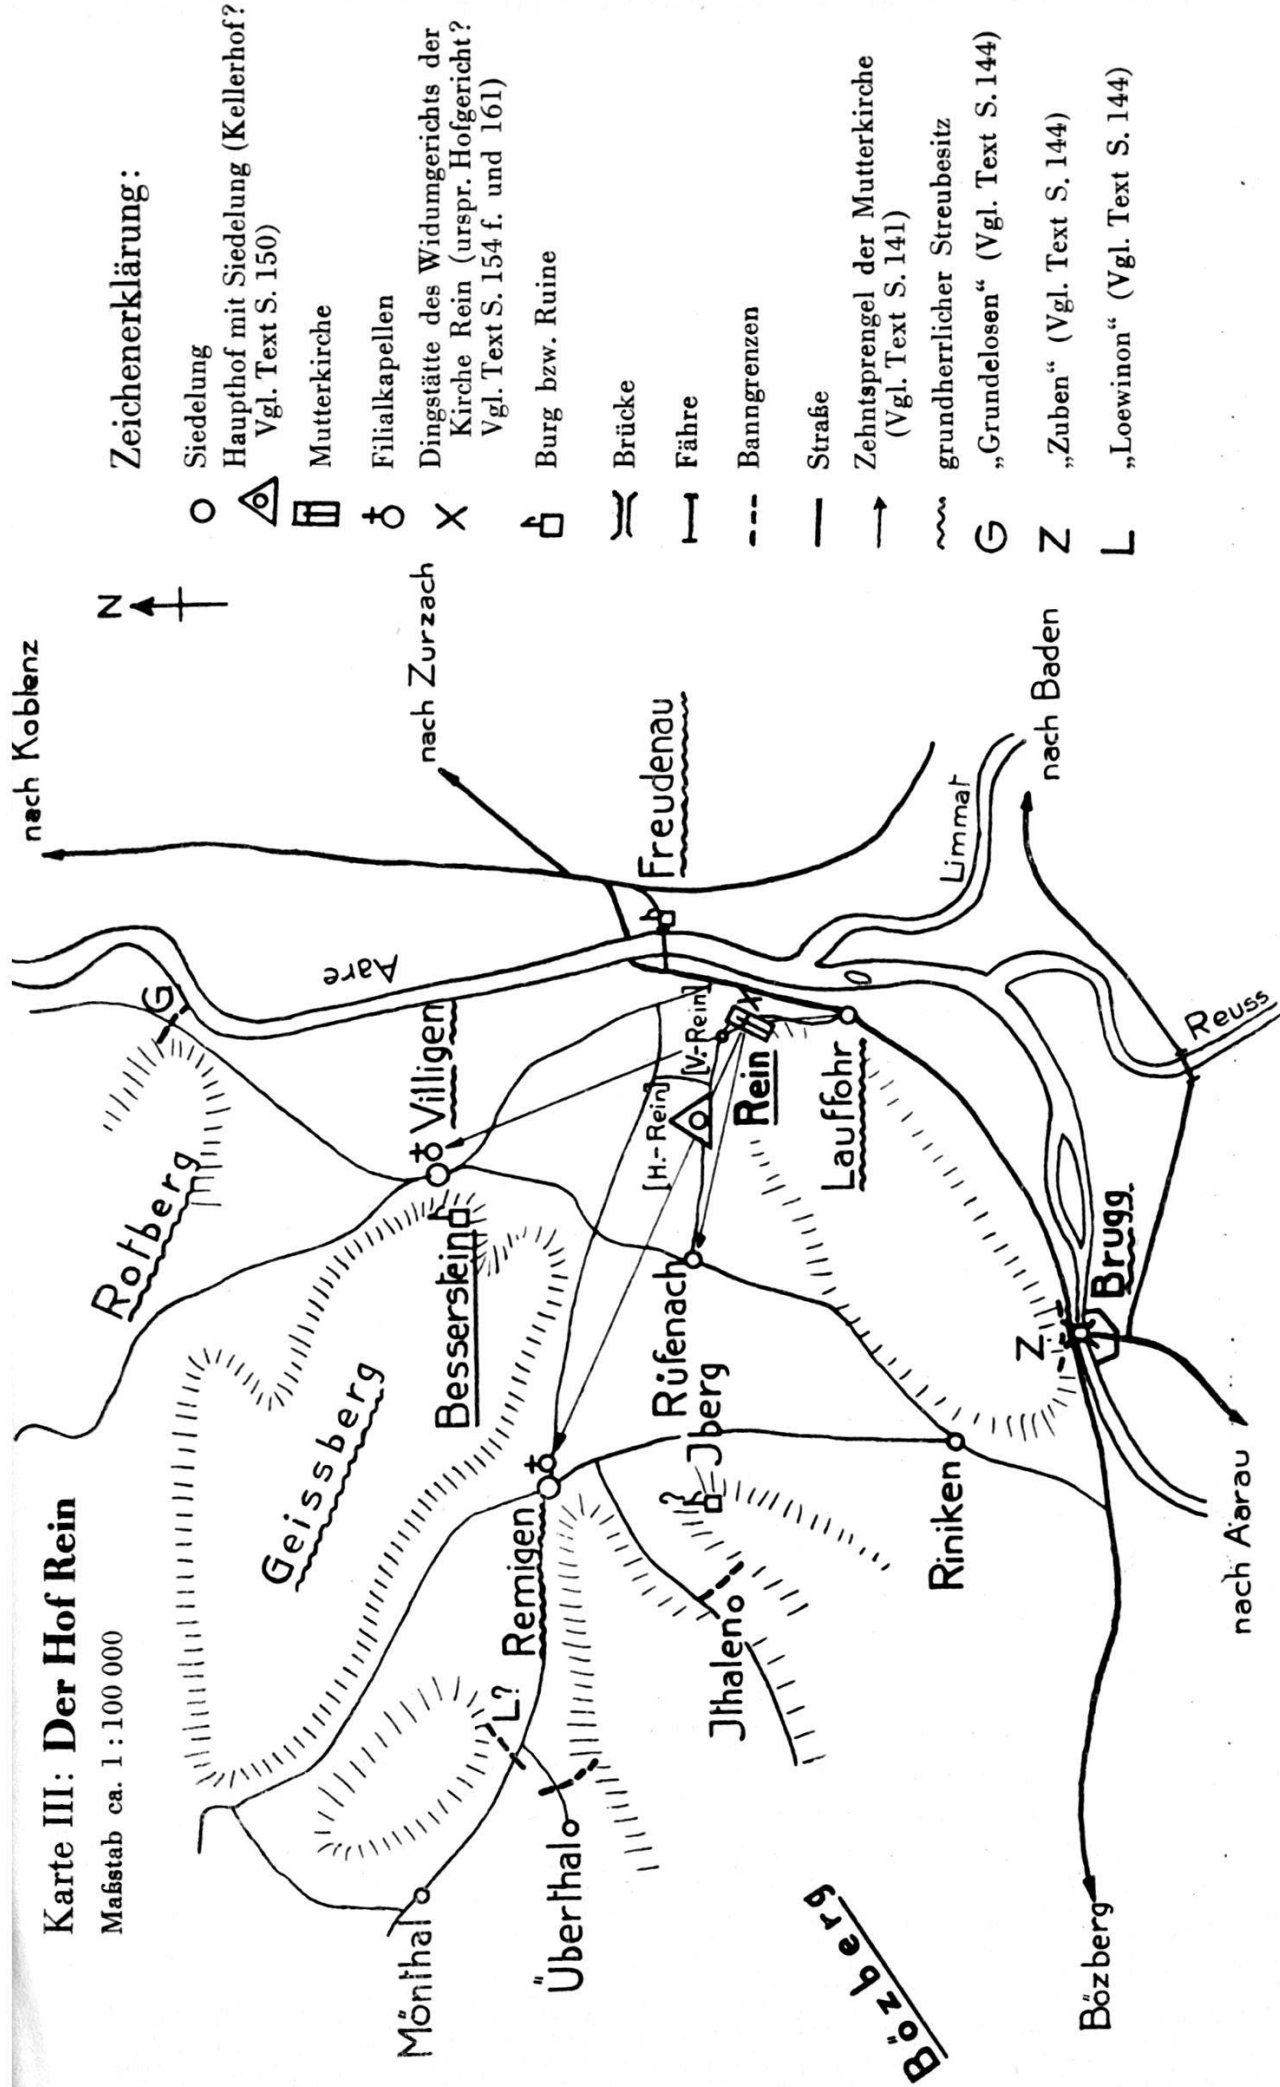 Karte III: Der Hof Rein
Maßstab ca. 1:100 000
nach Koblenz
N
nach Zurzach
Rotberg
G
Aare
Geissberg
Villigen
Besserstein
Freudenau
Mönthal
L?
Remigen
[H.-Rein]
[V.-Rein]
Überthal
Rüfenach
Rein
X
?
Jberg
Jthalen
Lauffohr
Limmat
Riniken
nach Baden
Z
Brugg
Reuss
Bözberg
Bözberg
nach Aarau
Zeichenerklärung:
Siedelung
Haupthof mit Siedelung (Kellerhof?
Vgl. Text S. 150)
Mutterkirche
Filialkapellen
X Dingstätte des Widumgerichts der
Kirche Rein (urspr. Hofgericht?
Vgl. Text S. 154 f. und 161)
Burg bzw. Ruine
Brücke
Fähre
Banngrenzen
Straße
Zehntsprengel der Mutterkirche
(Vgl. Text S. 141)
grundherrlicher Streubesitz
G „Grundelosen“ (Vgl. Text S. 144)
Z „Zuben“ (Vgl. Text S. 144)
L „Loewinon“ (Vgl. Text S. 144)